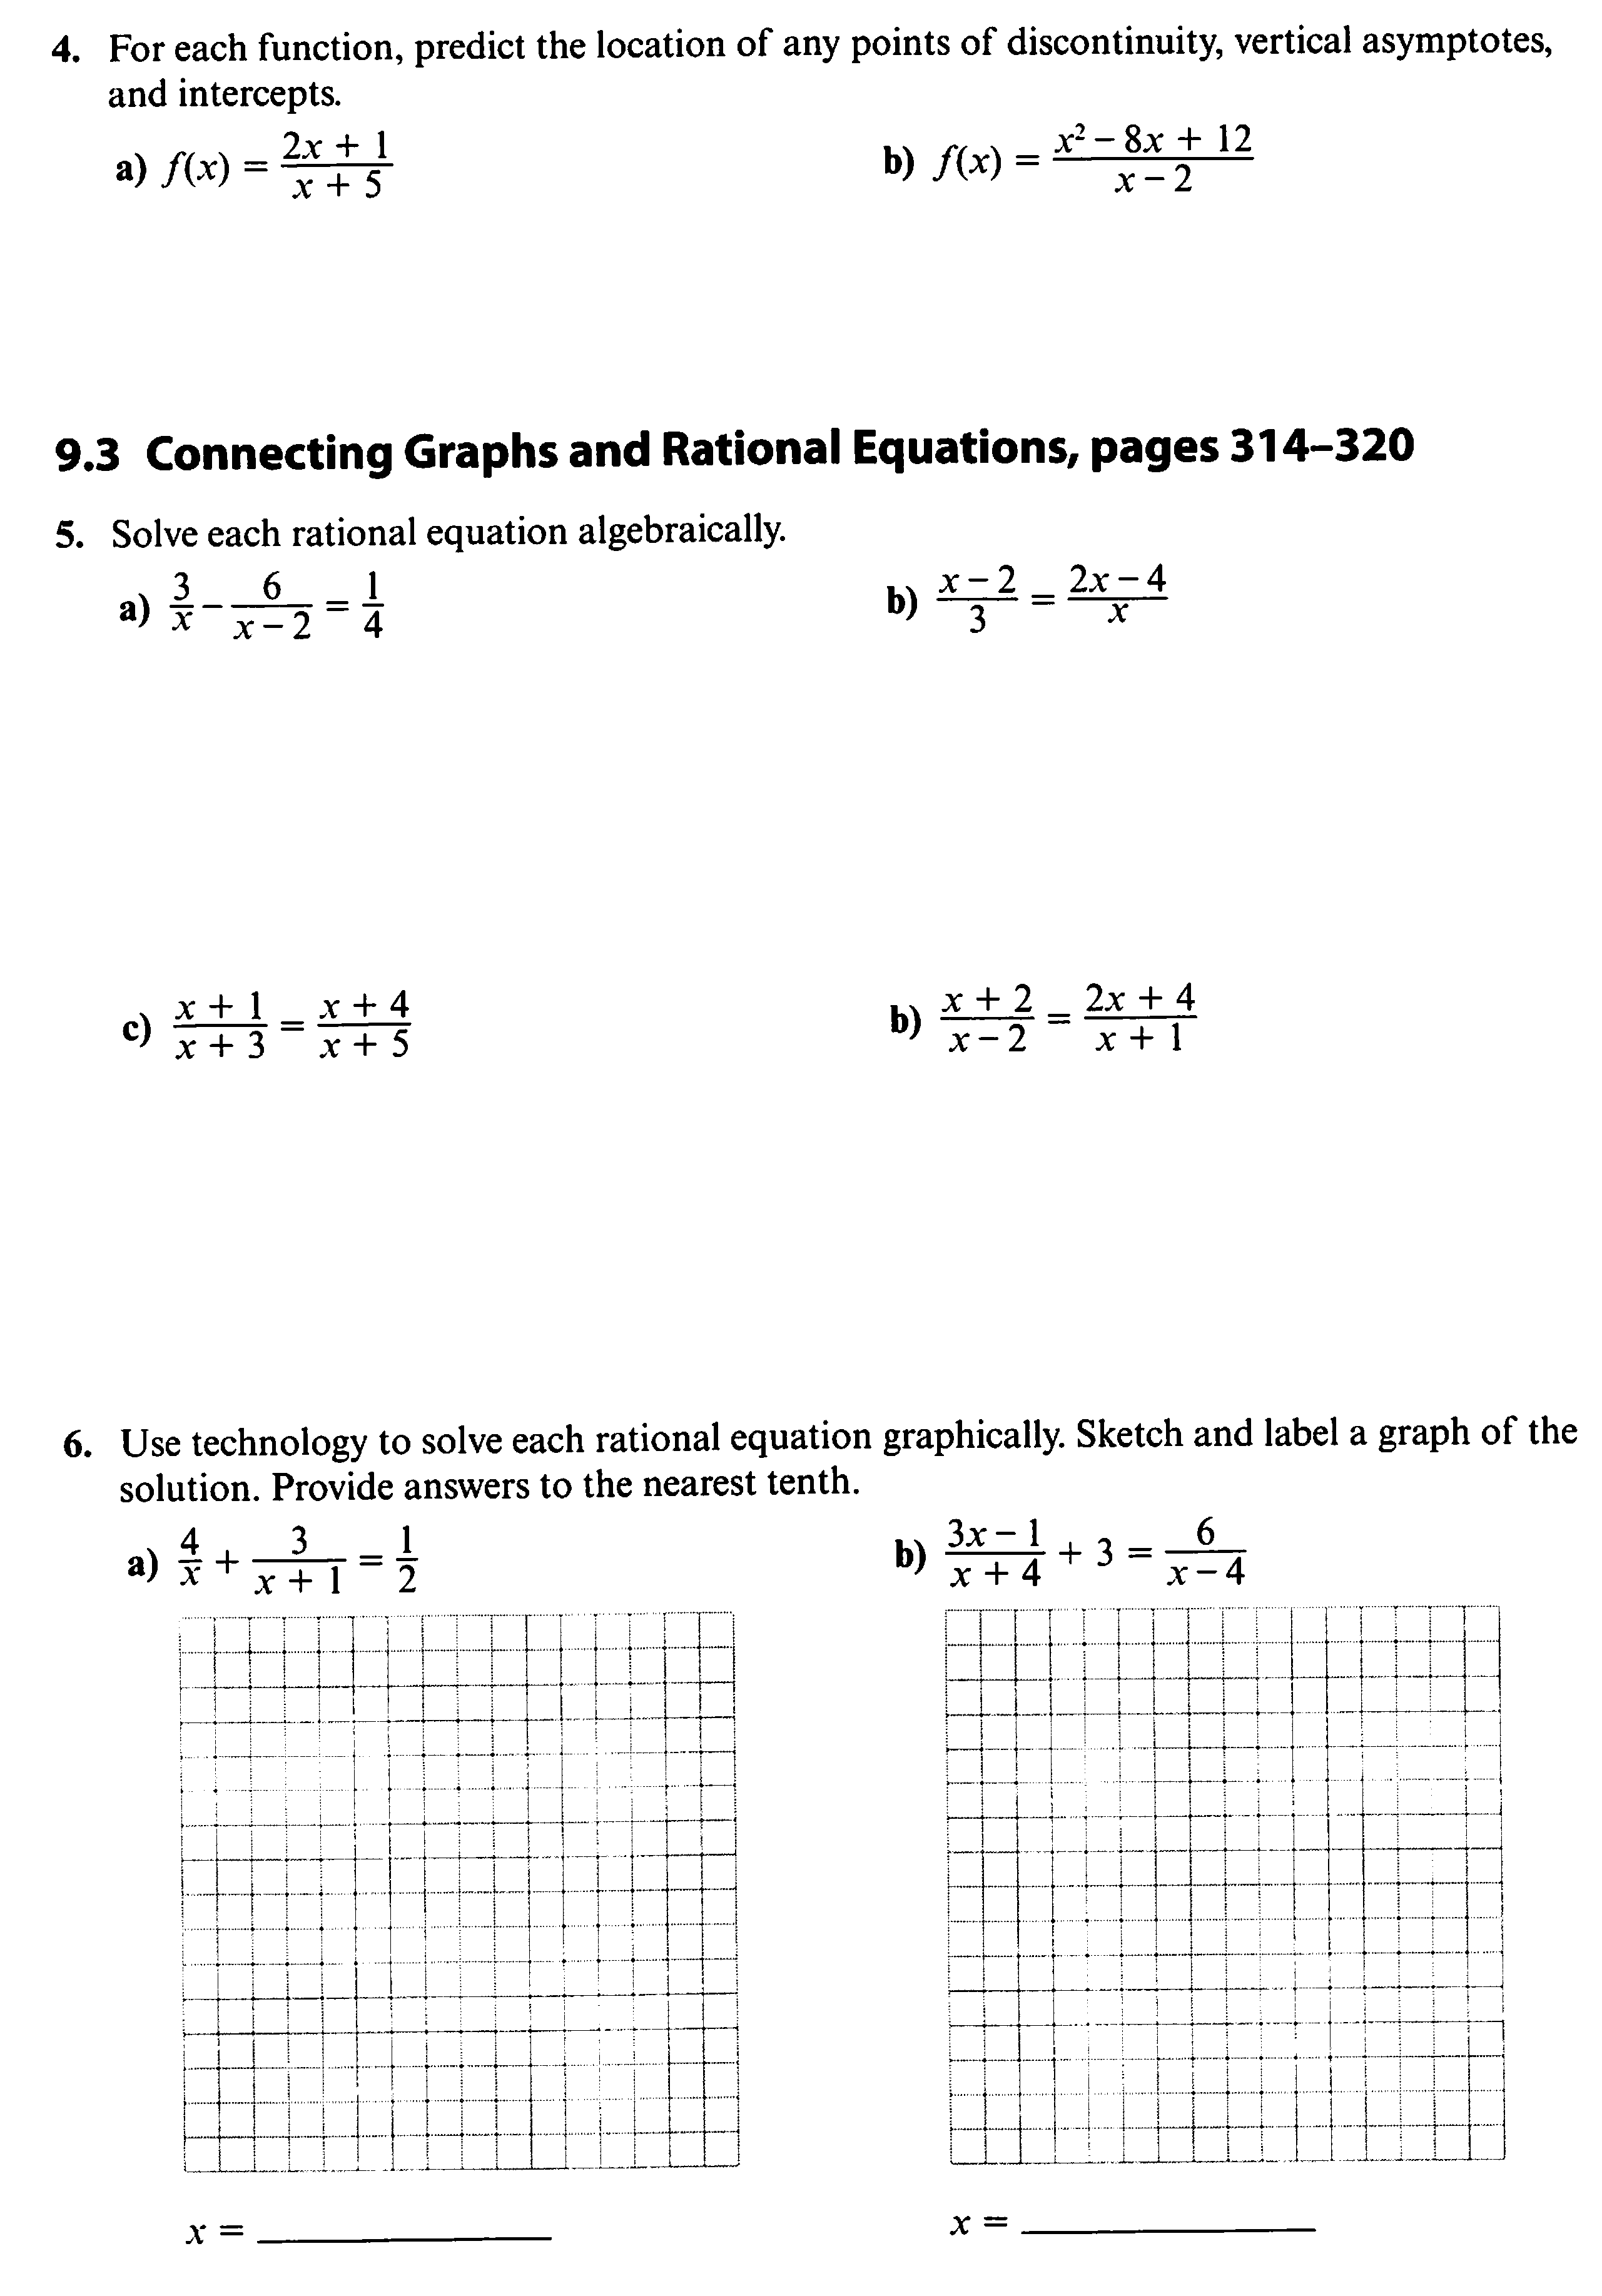 4. For each function, predict the location of any points of discontinuity, vertical asymptotes,
and intercepts.
a) f(x) = (2x + 1)/(x + 5)
b) f(x) = (x² – 8x + 12)/(x – 2)
9.3 Connecting Graphs and Rational Equations, pages 314–320
5. Solve each rational equation algebraically.
a) 3/x – 6/(x – 2) = 1/4
b) (x – 2)/3 = (2x – 4)/x
c) (x + 1)/(x + 3) = (x + 4)/(x + 5)
b) (x + 2)/(x – 2) = (2x + 4)/(x + 1)
6. Use technology to solve each rational equation graphically. Sketch and label a graph of the
solution. Provide answers to the nearest tenth.
a) 4/x + 3/(x + 1) = 1/2
b) (3x – 1)/(x + 4) + 3 = 6/(x – 4)
x = ____________
x = ____________